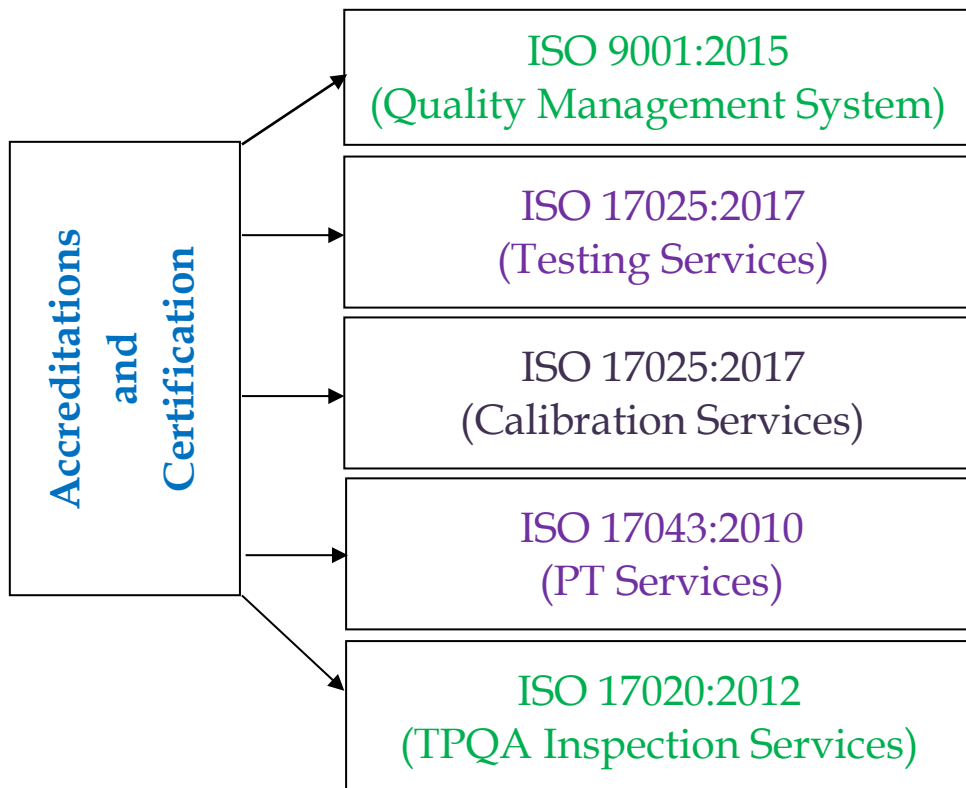 Accreditations
and
Certification
ISO 9001:2015
(Quality Management System)
ISO 17025:2017
(Testing Services)
ISO 17025:2017
(Calibration Services)
ISO 17043:2010
(PT Services)
ISO 17020:2012
(TPQA Inspection Services)